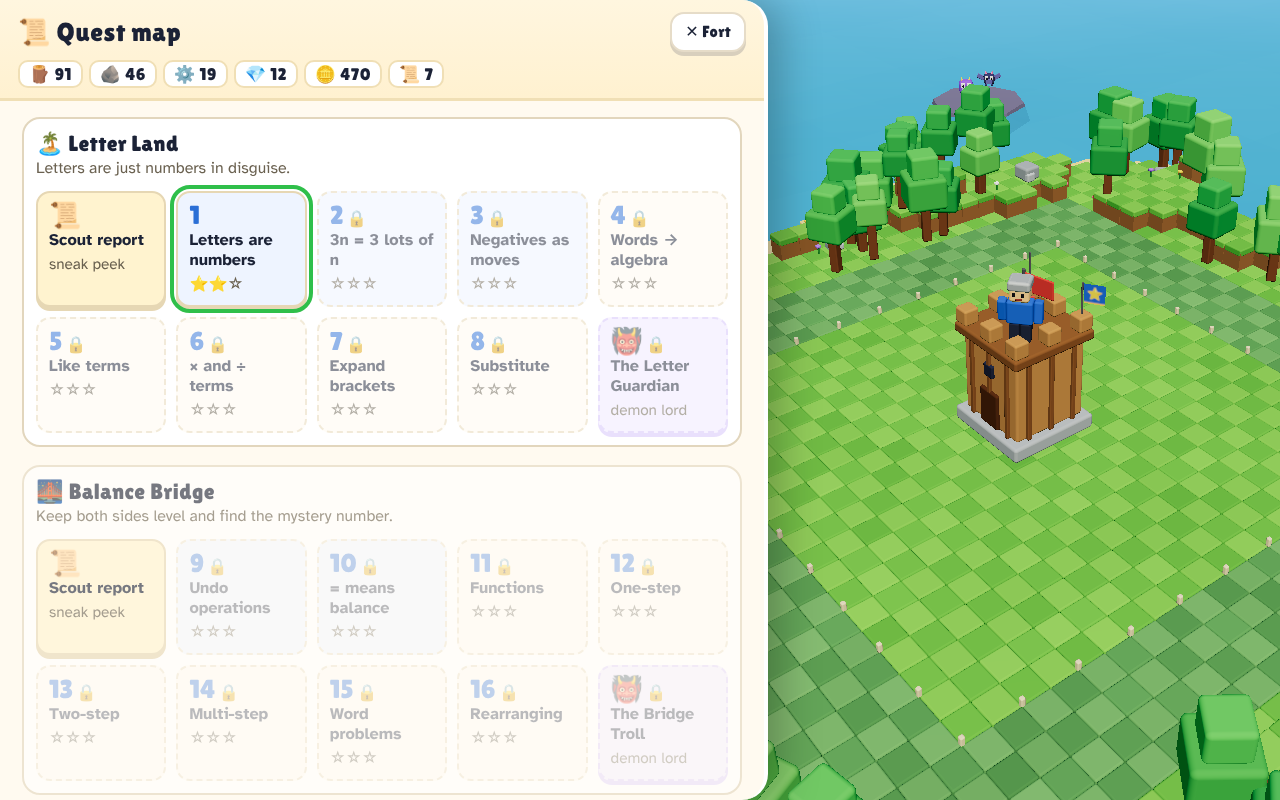 Quest map
✕ Fort
91
46
19
12
470
7
Letter Land
Letters are just numbers in disguise.
Scout report
sneak peek
1
Letters are
numbers
2
3n = 3 lots of
n
3
Negatives as
moves
4
Words →
algebra
5
Like terms
6
× and ÷
terms
7
Expand
brackets
8
Substitute
The Letter
Guardian
demon lord
Balance Bridge
Keep both sides level and find the mystery number.
Scout report
sneak peek
9
Undo
operations
10
= means
balance
11
Functions
12
One-step
13
Two-step
14
Multi-step
15
Word
problems
16
Rearranging
The Bridge
Troll
demon lord